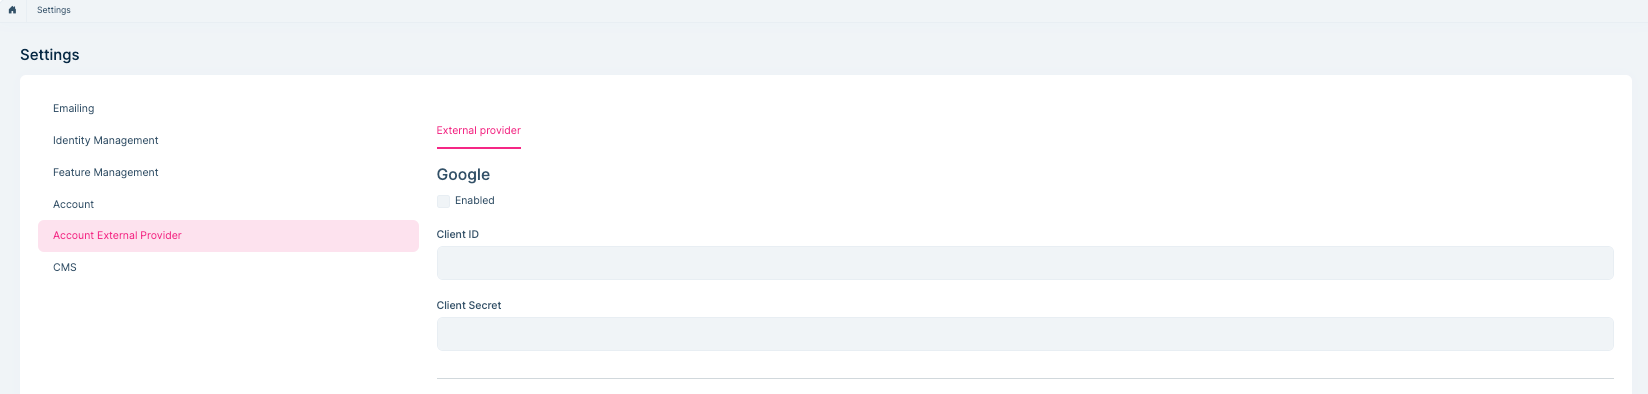 Settings
Settings
Emailing
Identity Management
Feature Management
Account
Account External Provider
CMS
External provider
Google
Enabled
Client ID
Client Secret